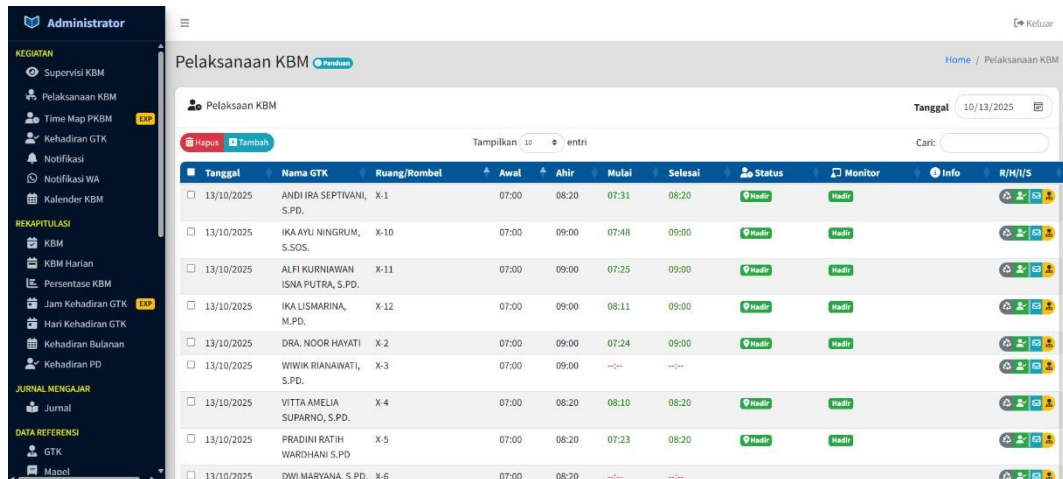 Administrator
Keluar
KEGIATAN
Supervisi KBM
Pelaksanaan KBM
Time Map PKBM EXP
Kehadiran GTK
Notifikasi
Notifikasi WA
Kalender KBM
REKAPITULASI
KBM
KBM Harian
Persentase KBM
Jam Kehadiran GTK EXP
Hari Kehadiran GTK
Kehadiran Bulanan
Kehadiran PD
JURNAL MENGAJAR
Jurnal
DATA REFERENSI
GTK
Mapel
Pelaksanaan KBM Panduan
Home / Pelaksanaan KBM
Pelaksaan KBM
Tanggal 10/13/2025
Hapus Tambah
Tampilkan 10 entri
Cari:
Tanggal Nama GTK Ruang/Rombel Awal Ahir Mulai Selesai Status Monitor Info R/H/I/S
13/10/2025 ANDI IRA SEPTIVANI, X-1 07:00 08:20 07:31 08:20 Hadir Hadir
S.PD.
13/10/2025 IKA AYU NINGRUM, X-10 07:00 09:00 07:48 09:00 Hadir Hadir
S.SOS.
13/10/2025 ALFI KURNIAWAN X-11 07:00 09:00 07:25 09:00 Hadir Hadir
ISNA PUTRA, S.PD.
13/10/2025 IKA LISMARINA, X-12 07:00 09:00 08:11 09:00 Hadir Hadir
M.PD.
13/10/2025 DRA. NOOR HAYATI X-2 07:00 09:00 07:24 09:00 Hadir Hadir
13/10/2025 WIWIK RIANAWATI, X-3 07:00 09:00 --:-- --:--
S.PD.
13/10/2025 VITTA AMELIA X-4 07:00 08:20 08:10 08:20 Hadir Hadir
SUPARNO, S.PD.
13/10/2025 PRADINI RATIH X-5 07:00 08:20 07:23 08:20 Hadir Hadir
WARDHANI S.PD
13/10/2025 DWI MARYANA, S.PD. X-6 07:00 08:20 --:-- --:--